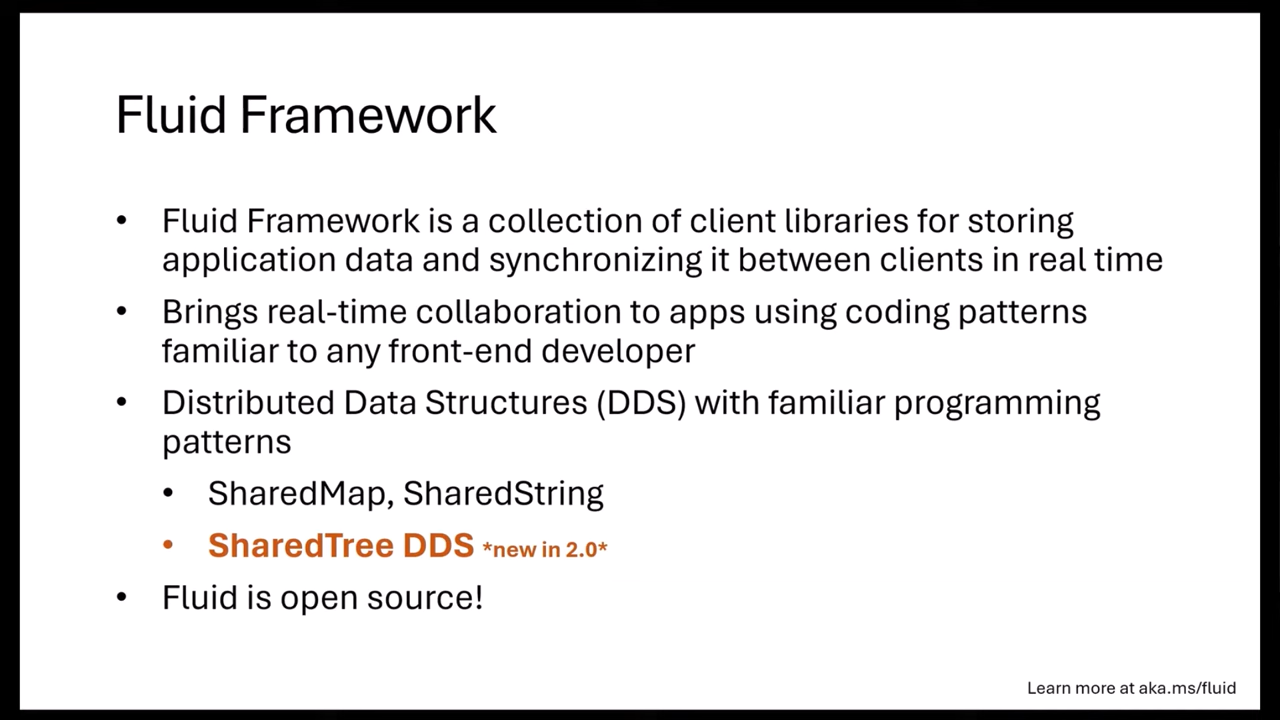 Fluid Framework
• Fluid Framework is a collection of client libraries for storing
application data and synchronizing it between clients in real time
• Brings real-time collaboration to apps using coding patterns
familiar to any front-end developer
• Distributed Data Structures (DDS) with familiar programming
patterns
• SharedMap, SharedString
• SharedTree DDS *new in 2.0*
• Fluid is open source!
Learn more at aka.ms/fluid